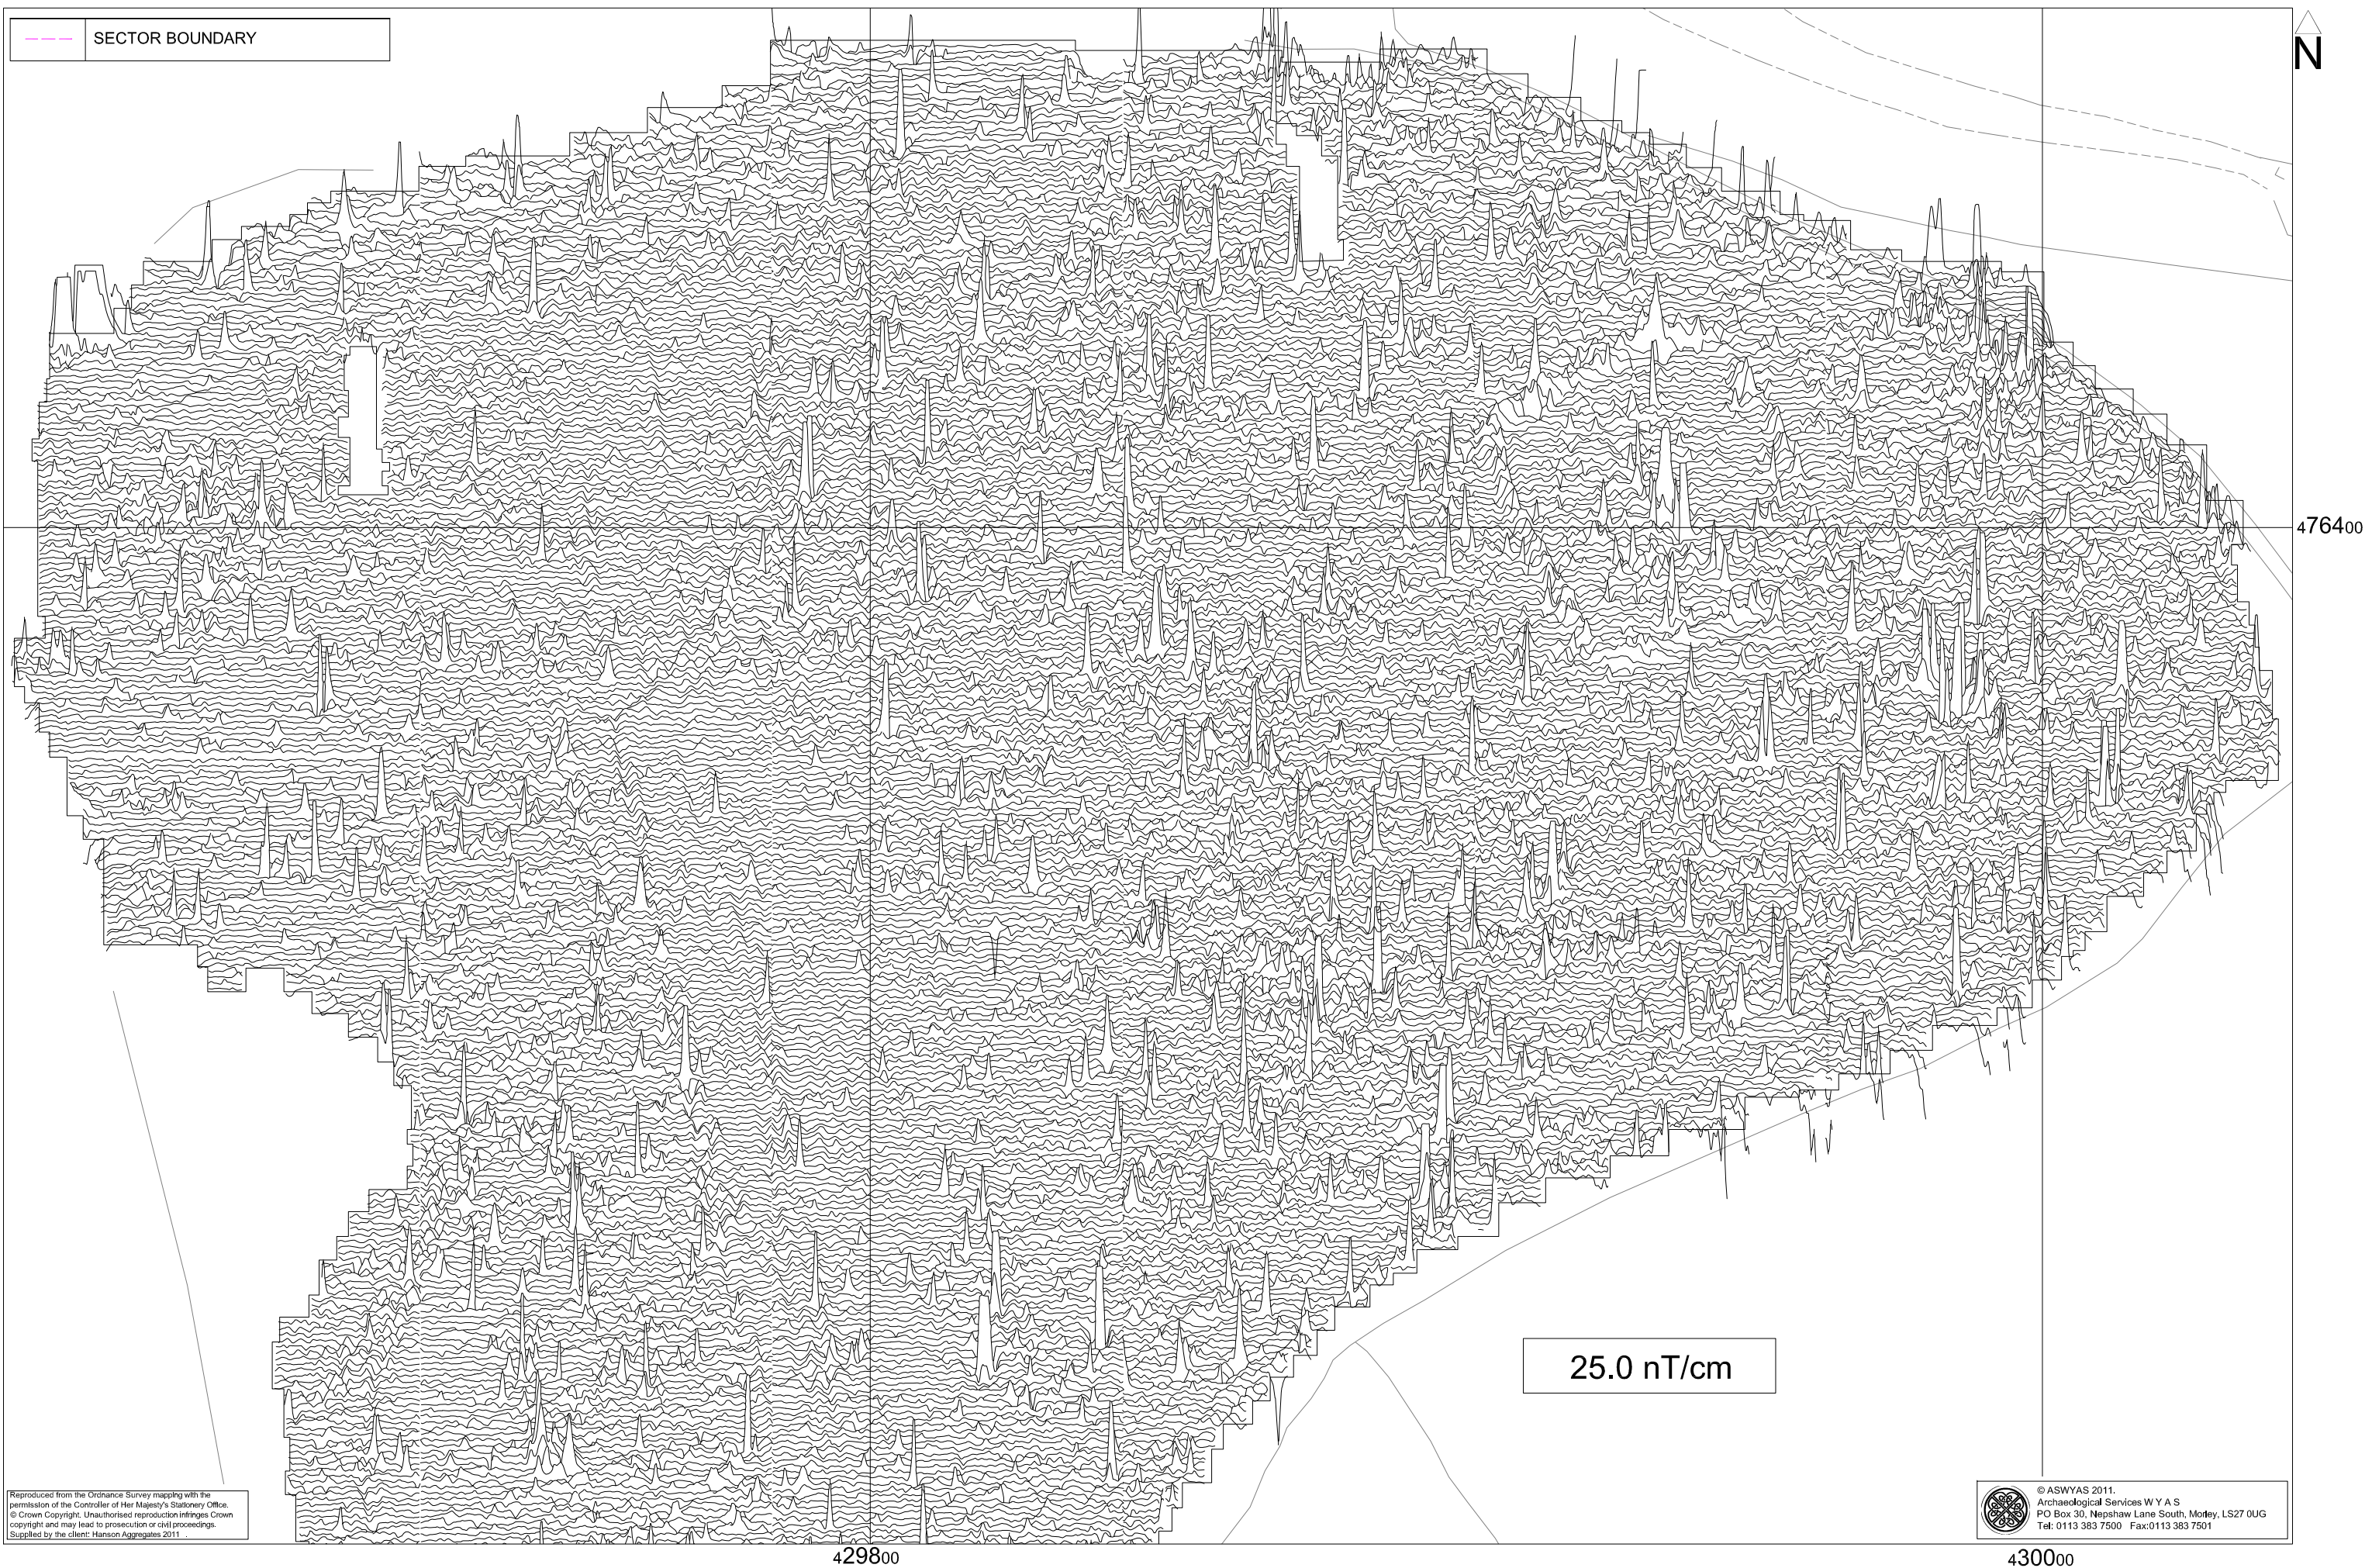 SECTOR BOUNDARY
N
476400
25.0 nT/cm
Reproduced from the Ordnance Survey mapping with the
permission of the Controller of Her Majesty's Stationery Office.
© Crown Copyright. Unauthorised reproduction infringes Crown
copyright and may lead to prosecution or civil proceedings.
Supplied by the client: Hanson Aggregates 2011 .
© ASWYAS 2011.
Archaeological Services W Y A S
PO Box 30, Nepshaw Lane South, Morley, LS27 0UG
Tel: 0113 383 7500 Fax:0113 383 7501
429800
430000